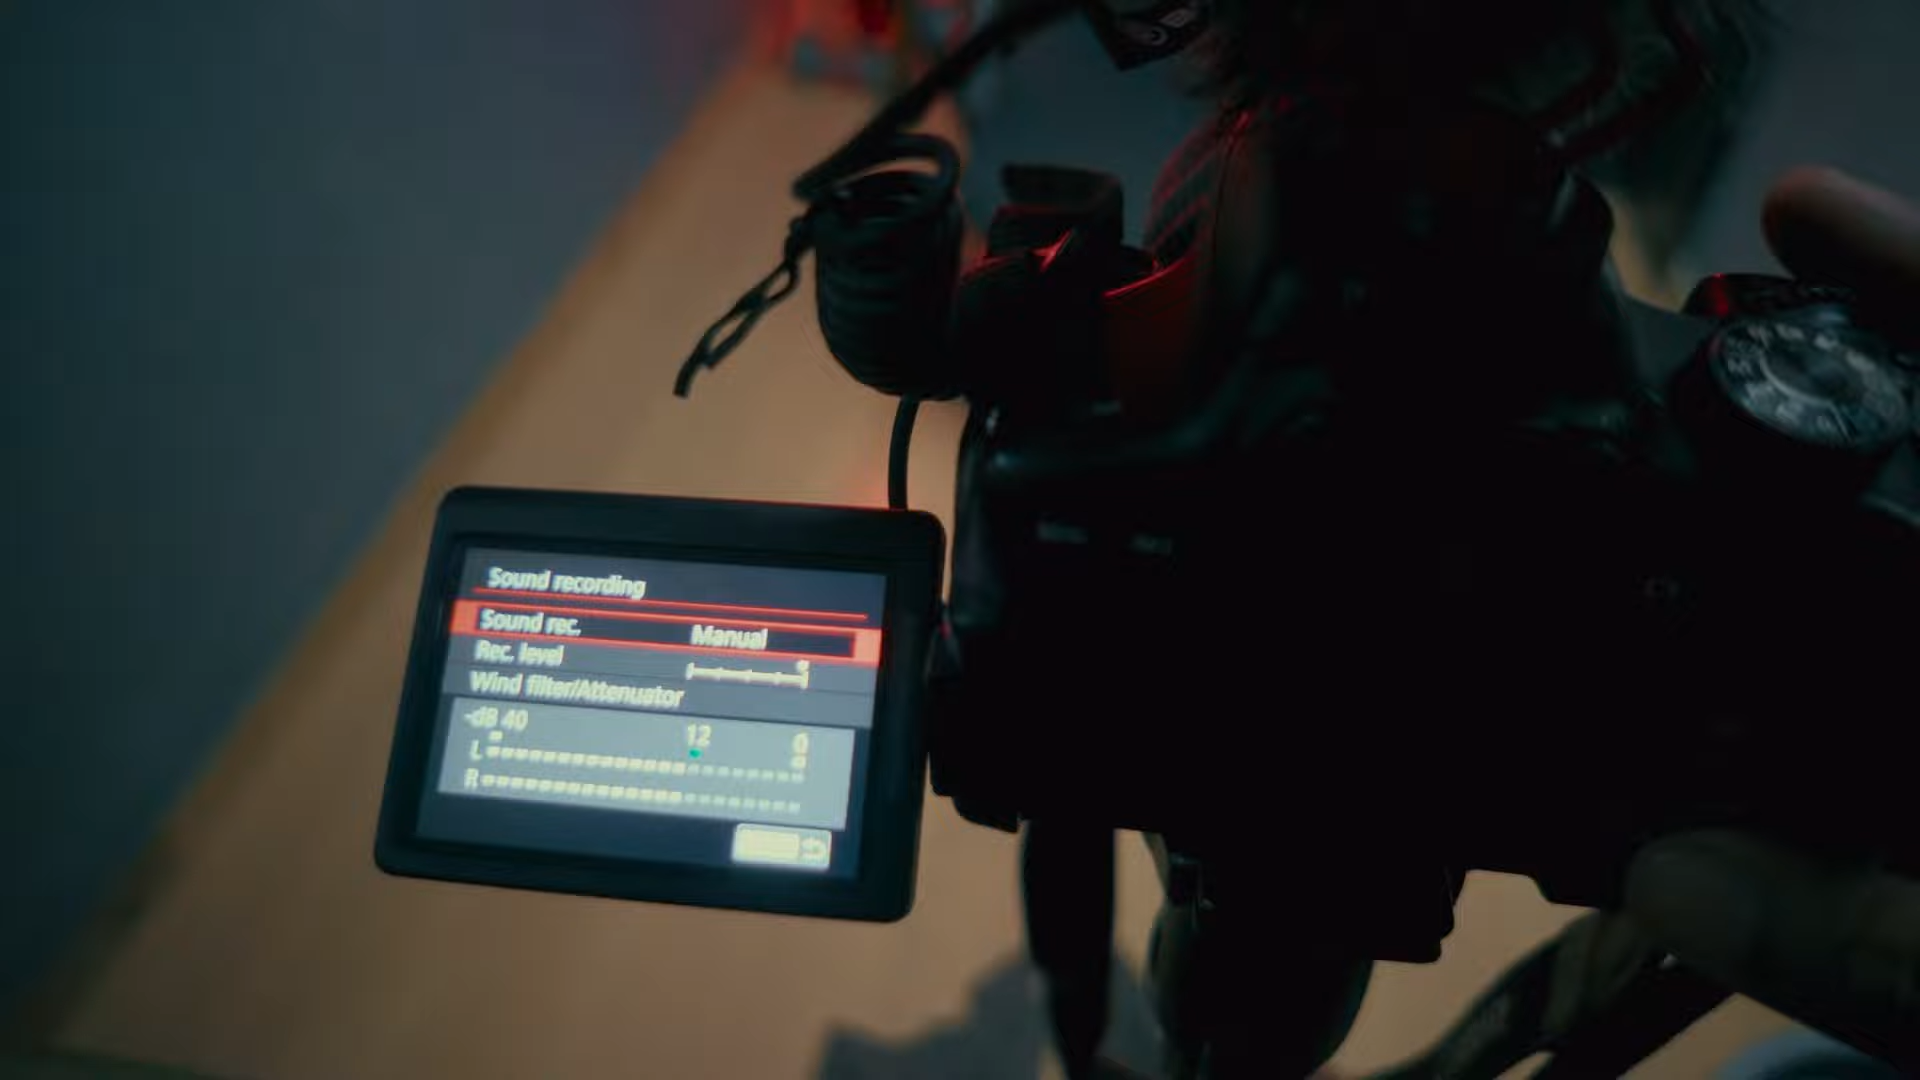 Sound recording
Sound rec. Manual
Rec. level
Wind filter/Attenuator
-dB 40 12 0
L
R